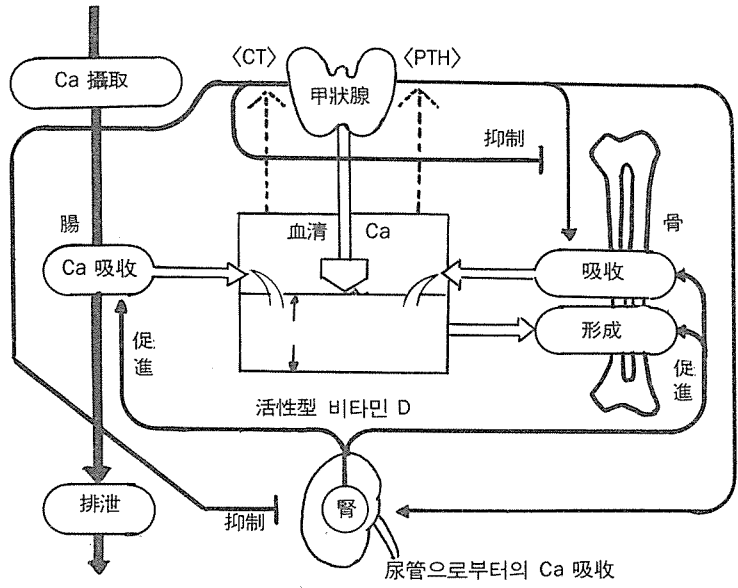 〈CT〉
〈PTH〉
Ca 攝取
甲狀腺
抑制
腸
血清 Ca
骨
Ca 吸收
吸收
形成
促
進
促
進
活性型 비타민 D
排泄
腎
抑制
尿管으로부터의 Ca 吸收